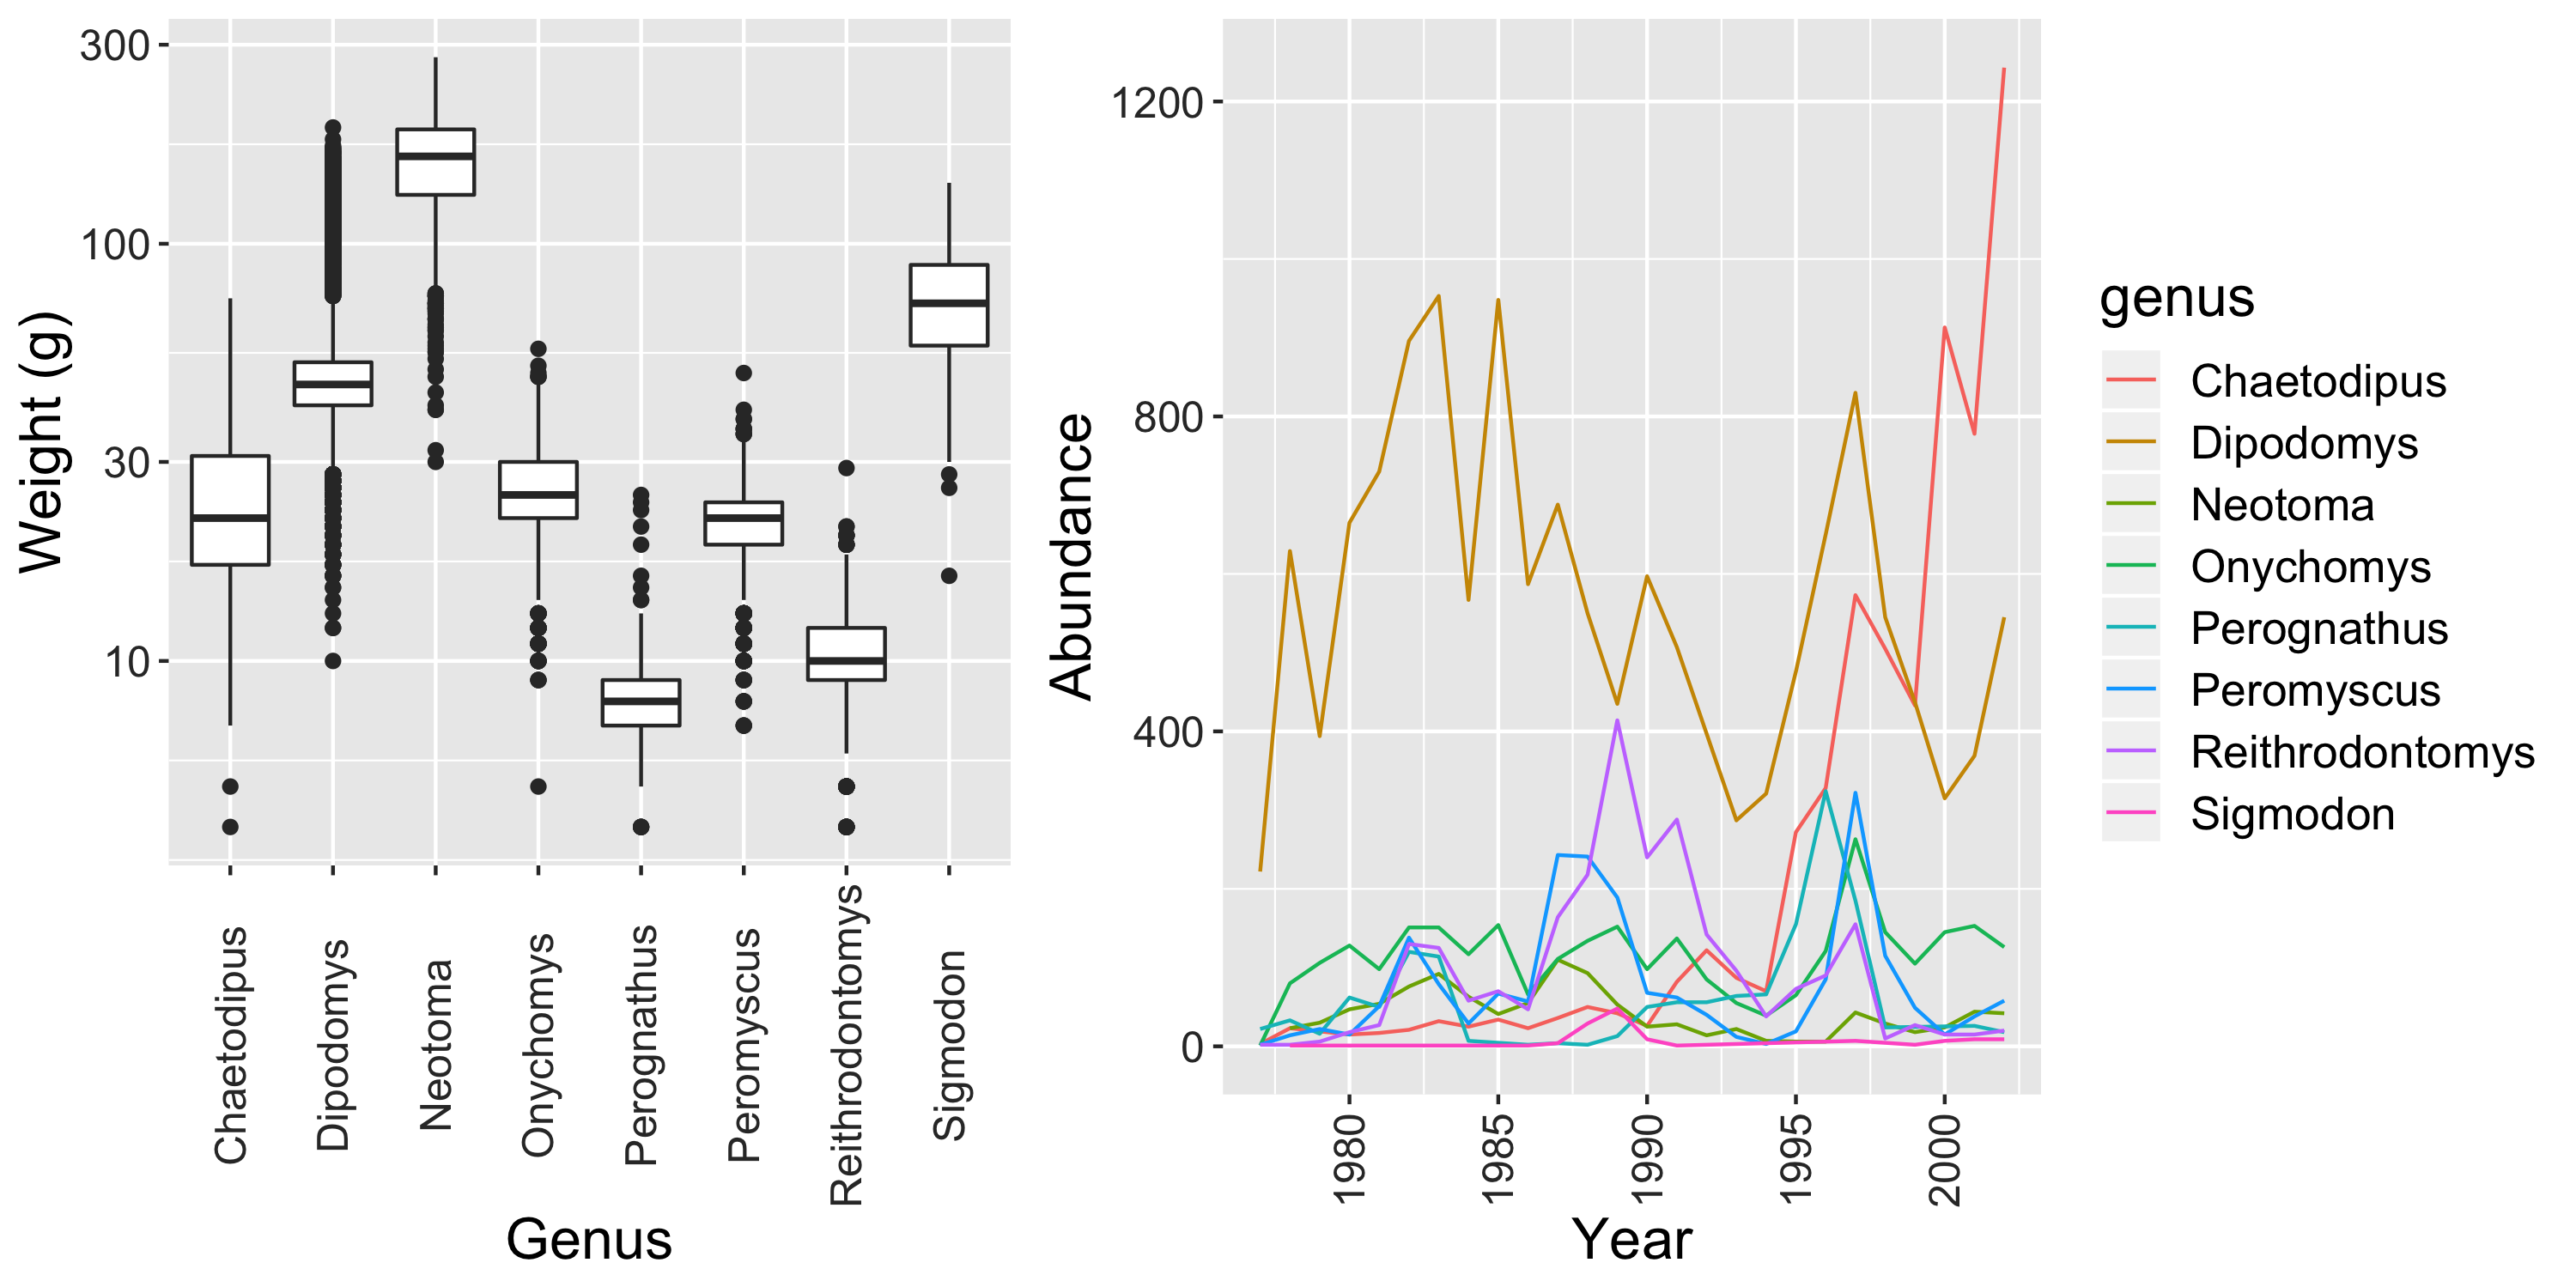 300
100
30
10
Weight (g)
Chaetodipus
Dipodomys
Neotoma
Onychomys
Perognathus
Peromyscus
Reithrodontomys
Sigmodon
Genus
1200
800
400
0
Abundance
1980
1985
1990
1995
2000
Year
genus
Chaetodipus
Dipodomys
Neotoma
Onychomys
Perognathus
Peromyscus
Reithrodontomys
Sigmodon